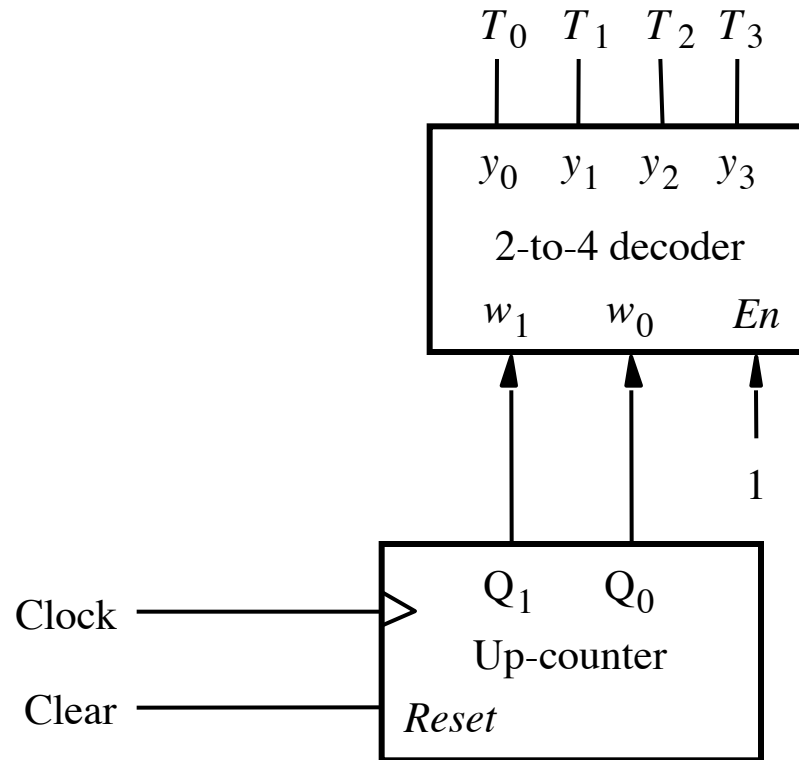 T0 T1 T2 T3
y0 y1 y2 y3
2-to-4 decoder
w1 w0 En
1
Q1 Q0
Clock
Up-counter
Clear
Reset